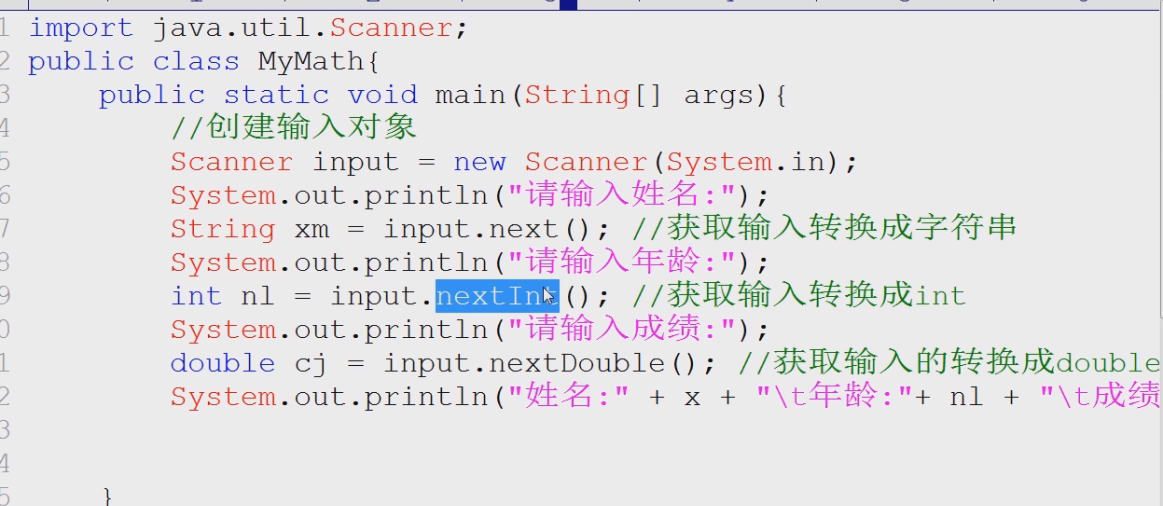 1 import java.util.Scanner;
2 public class MyMath{
3 public static void main(String[] args){
4 //创建输入对象
5 Scanner input = new Scanner(System.in);
6 System.out.println("请输入姓名:");
7 String xm = input.next(); //获取输入转换成字符串
8 System.out.println("请输入年龄:");
9 int nl = input.nextInt(); //获取输入转换成int
0 System.out.println("请输入成绩:");
1 double cj = input.nextDouble(); //获取输入的转换成double
2 System.out.println("姓名:" + x + "\t年龄:"+ nl + "\t成绩
3
4
5 }